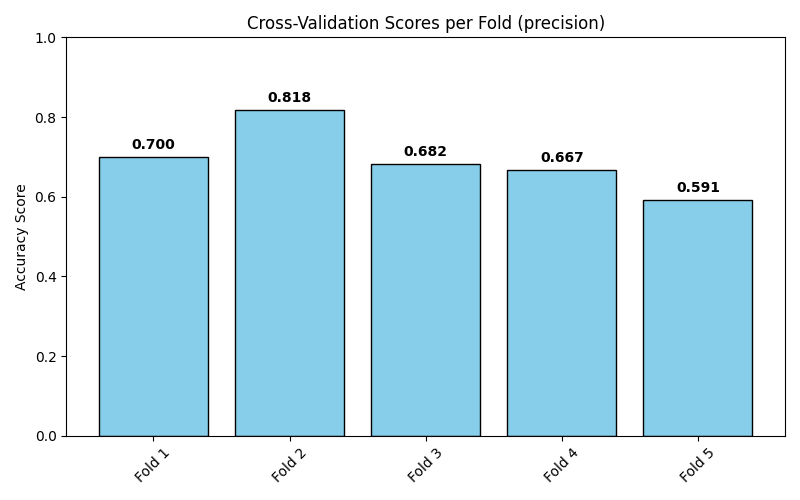 Cross-Validation Scores per Fold (precision)
Accuracy Score
1.0
0.8
0.6
0.4
0.2
0.0
0.700
0.818
0.682
0.667
0.591
Fold 1
Fold 2
Fold 3
Fold 4
Fold 5